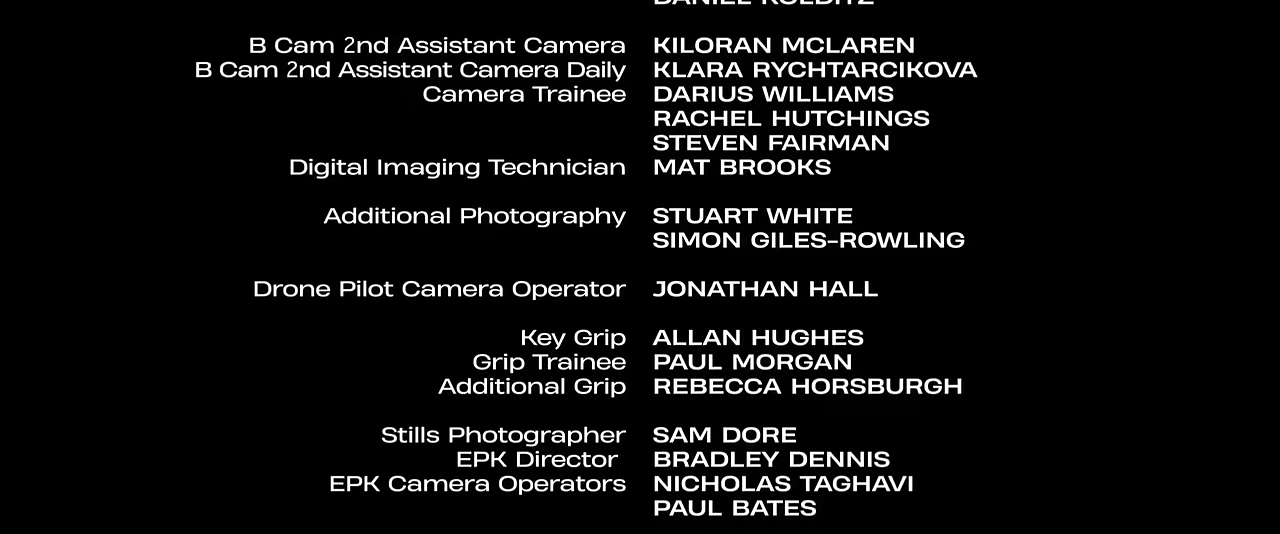 B Cam 2nd Assistant Camera KILORAN MCLAREN
B Cam 2nd Assistant Camera Daily KLARA RYCHTARCIKOVA
Camera Trainee DARIUS WILLIAMS
RACHEL HUTCHINGS
STEVEN FAIRMAN
Digital Imaging Technician MAT BROOKS
Additional Photography STUART WHITE
SIMON GILES-ROWLING
Drone Pilot Camera Operator JONATHAN HALL
Key Grip ALLAN HUGHES
Grip Trainee PAUL MORGAN
Additional Grip REBECCA HORSBURGH
Stills Photographer SAM DORE
EPK Director BRADLEY DENNIS
EPK Camera Operators NICHOLAS TAGHAVI
PAUL BATES